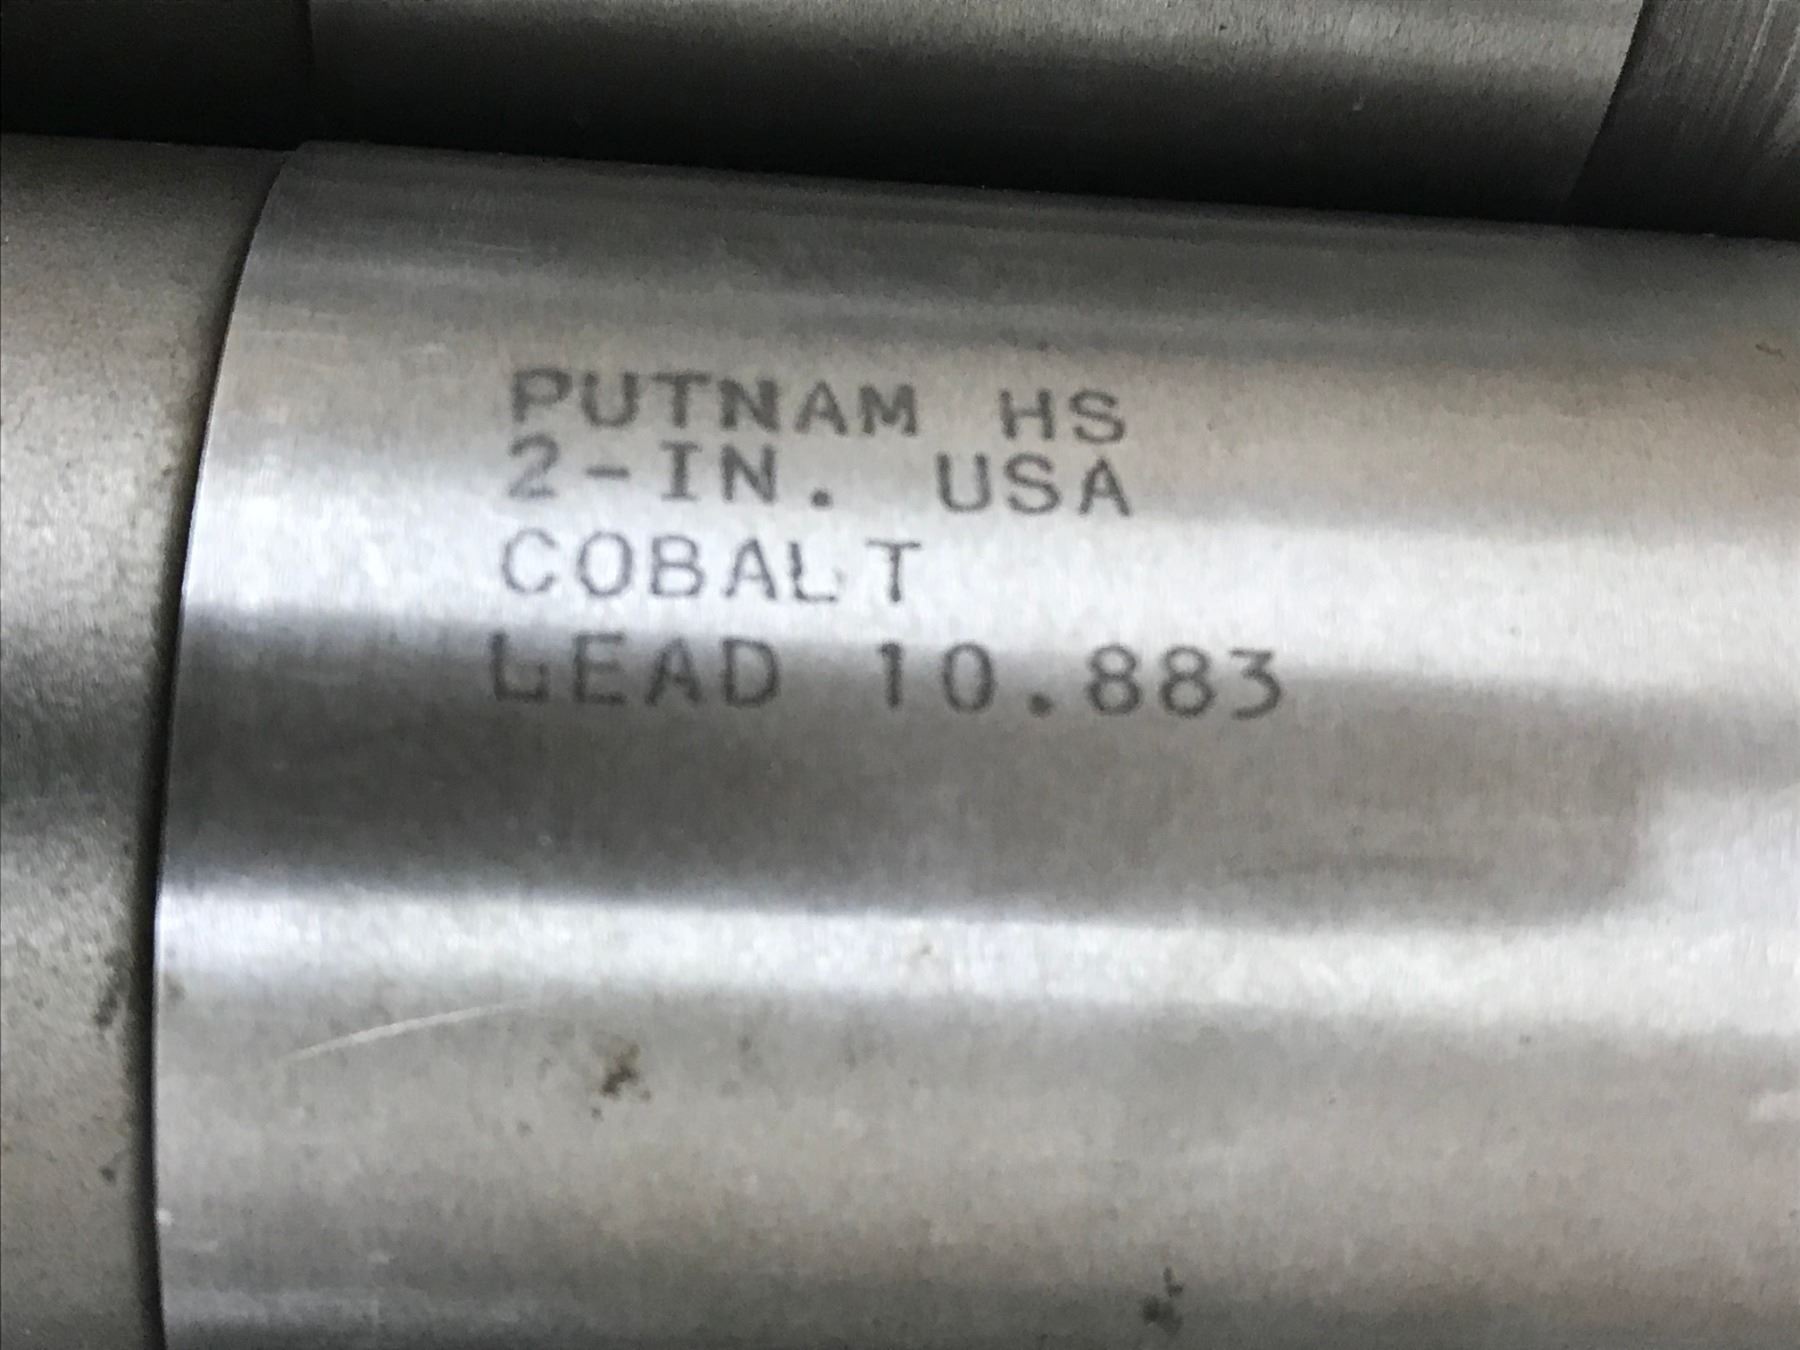 PUTNAM HS
2-IN. USA
COBALT
LEAD 10.883